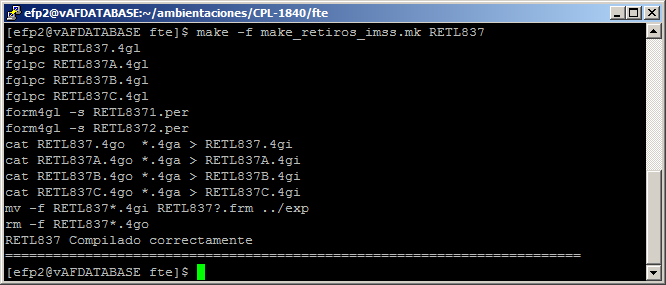 efp2@vAFDATABASE:~/ambientaciones/CPL-1840/fte
[efp2@vAFDATABASE fte]$ make -f make_retiros_imss.mk RETL837
fglpc RETL837.4gl
fglpc RETL837A.4gl
fglpc RETL837B.4gl
fglpc RETL837C.4gl
form4gl -s RETL8371.per
form4gl -s RETL8372.per
cat RETL837.4go  *.4ga > RETL837.4gi
cat RETL837A.4go *.4ga > RETL837A.4gi
cat RETL837B.4go *.4ga > RETL837B.4gi
cat RETL837C.4go *.4ga > RETL837C.4gi
mv -f RETL837*.4gi RETL837?.frm ../exp
rm -f RETL837*.4go
RETL837 Compilado correctamente
========================================================================
[efp2@vAFDATABASE fte]$